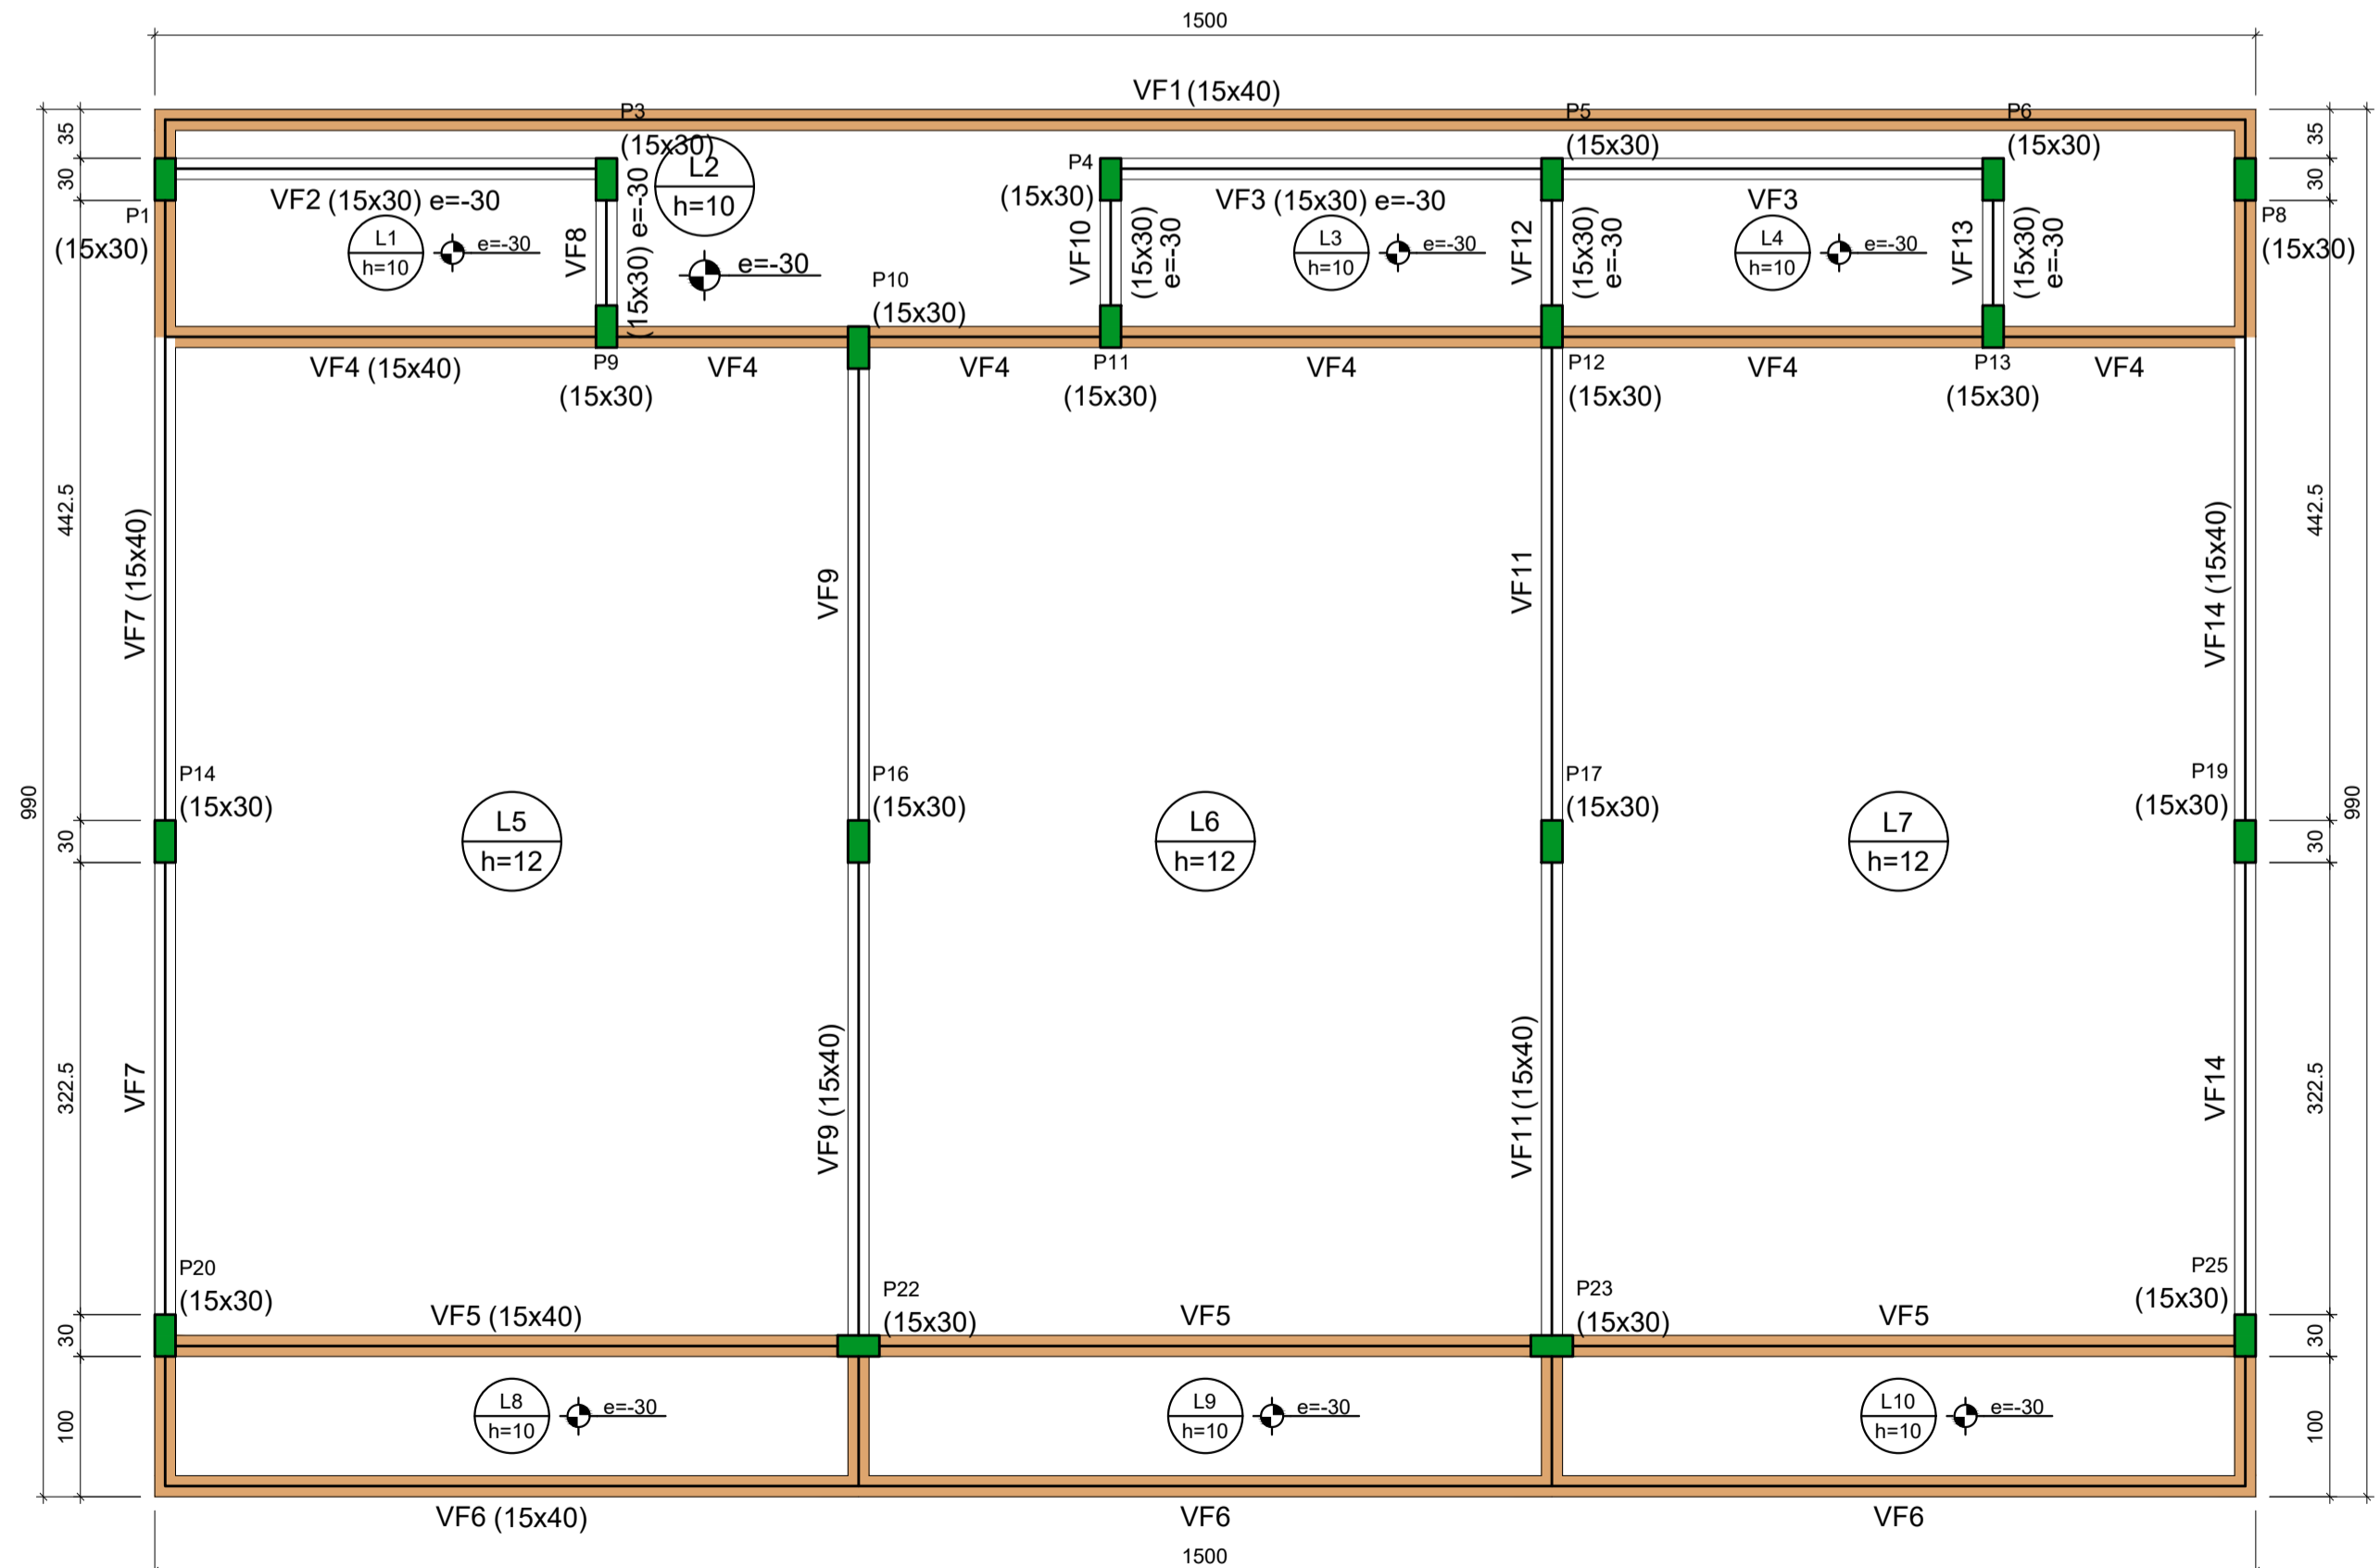 1500
VF1 (15x40)
P3
(15x30)
P5
(15x30)
P6
(15x30)
35
30
35
30
L2
h=10
e=-30
P4
(15x30)
P1
(15x30)
VF2 (15x30) e=-30
L1
h=10
e=-30
VF8
(15x30) e=-30
VF10
(15x30)
e=-30
VF3 (15x30) e=-30
L3
h=10
e=-30
VF12
(15x30)
e=-30
VF3
L4
h=10
e=-30
VF13
(15x30)
e=-30
P8
(15x30)
P10
(15x30)
VF4 (15x40)
P9
(15x30)
VF4
VF4
P11
(15x30)
VF4
P12
(15x30)
VF4
P13
(15x30)
VF4
442.5
VF7 (15x40)
VF9
VF11
VF14 (15x40)
442.5
990
990
P14
(15x30)
P16
(15x30)
P17
(15x30)
P19
(15x30)
30
L5
h=12
L6
h=12
L7
h=12
30
322.5
VF7
VF9 (15x40)
VF11 (15x40)
VF14
322.5
P20
(15x30)
P22
(15x30)
P23
(15x30)
P25
(15x30)
30
VF5 (15x40)
VF5
VF5
30
100
L8
h=10
e=-30
L9
h=10
e=-30
L10
h=10
e=-30
100
VF6 (15x40)
VF6
VF6
1500